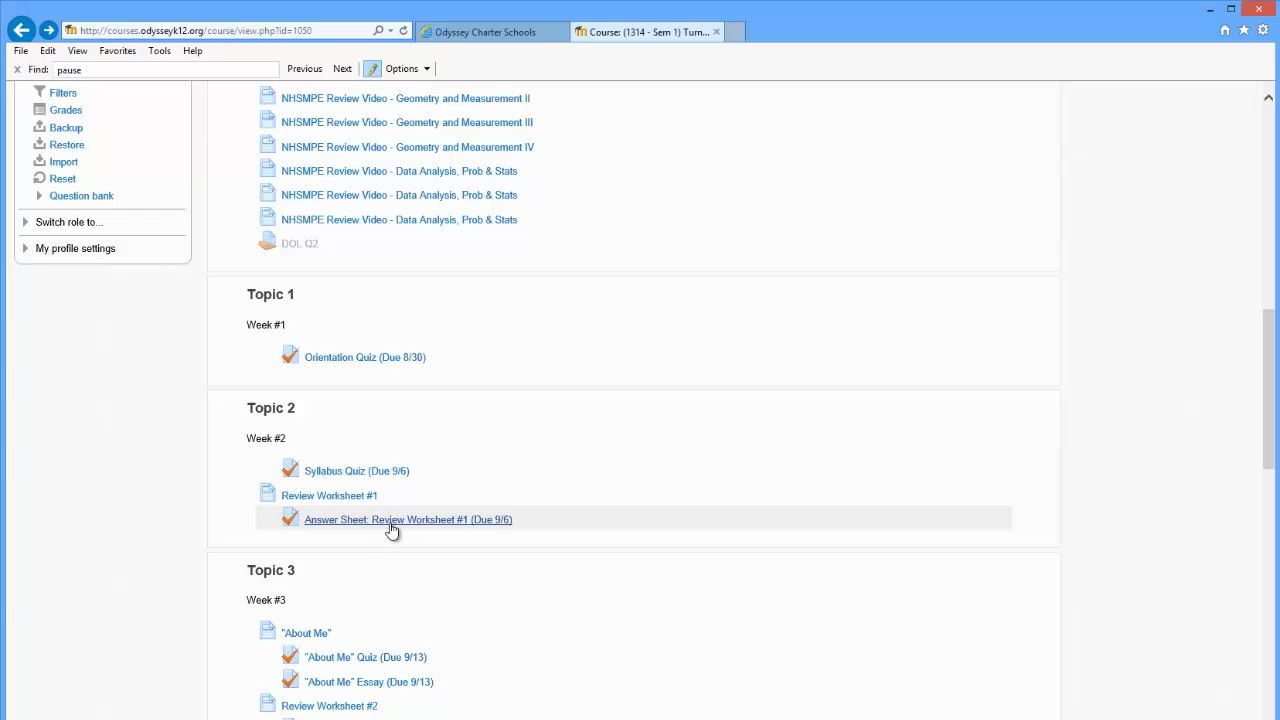 http://courses.odysseyk12.org/course/view.php?id=1050
Odyssey Charter Schools
Course: (1314 - Sem 1) Turn...
File Edit View Favorites Tools Help
Find: pause Previous Next Options
Filters
Grades
Backup
Restore
Import
Reset
Question bank
Switch role to...
My profile settings
NHSMPE Review Video - Geometry and Measurement II
NHSMPE Review Video - Geometry and Measurement III
NHSMPE Review Video - Geometry and Measurement IV
NHSMPE Review Video - Data Analysis, Prob & Stats
NHSMPE Review Video - Data Analysis, Prob & Stats
NHSMPE Review Video - Data Analysis, Prob & Stats
DOL Q2
Topic 1
Week #1
Orientation Quiz (Due 8/30)
Topic 2
Week #2
Syllabus Quiz (Due 9/6)
Review Worksheet #1
Answer Sheet: Review Worksheet #1 (Due 9/6)
Topic 3
Week #3
"About Me"
"About Me" Quiz (Due 9/13)
"About Me" Essay (Due 9/13)
Review Worksheet #2